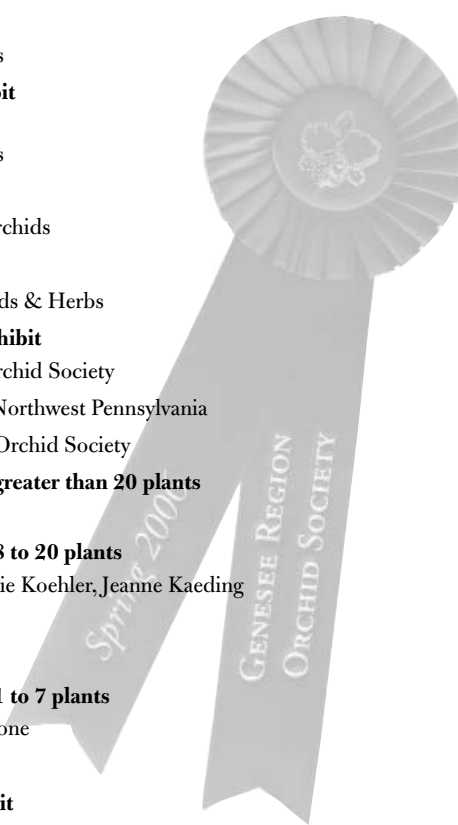 s
bit
s
rchids
ds & Herbs
hibit
rchid Society
Northwest Pennsylvania
Orchid Society
greater than 20 plants
8 to 20 plants
ie Koehler, Jeanne Kaeding
1 to 7 plants
one
it
Spring
GENESEE REGION
ORCHID SOCIETY